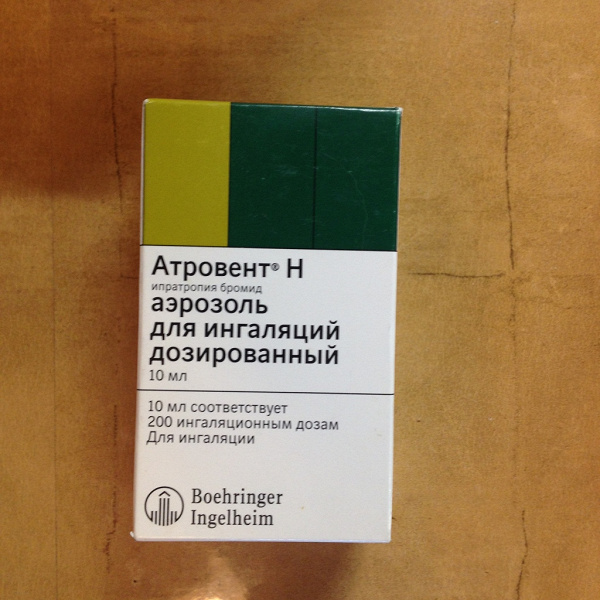 Атровент® Н
ипратропия бромид
аэрозоль
для ингаляций
дозированный
10 мл
10 мл соответствует
200 ингаляционным дозам
Для ингаляции
Boehringer
Ingelheim